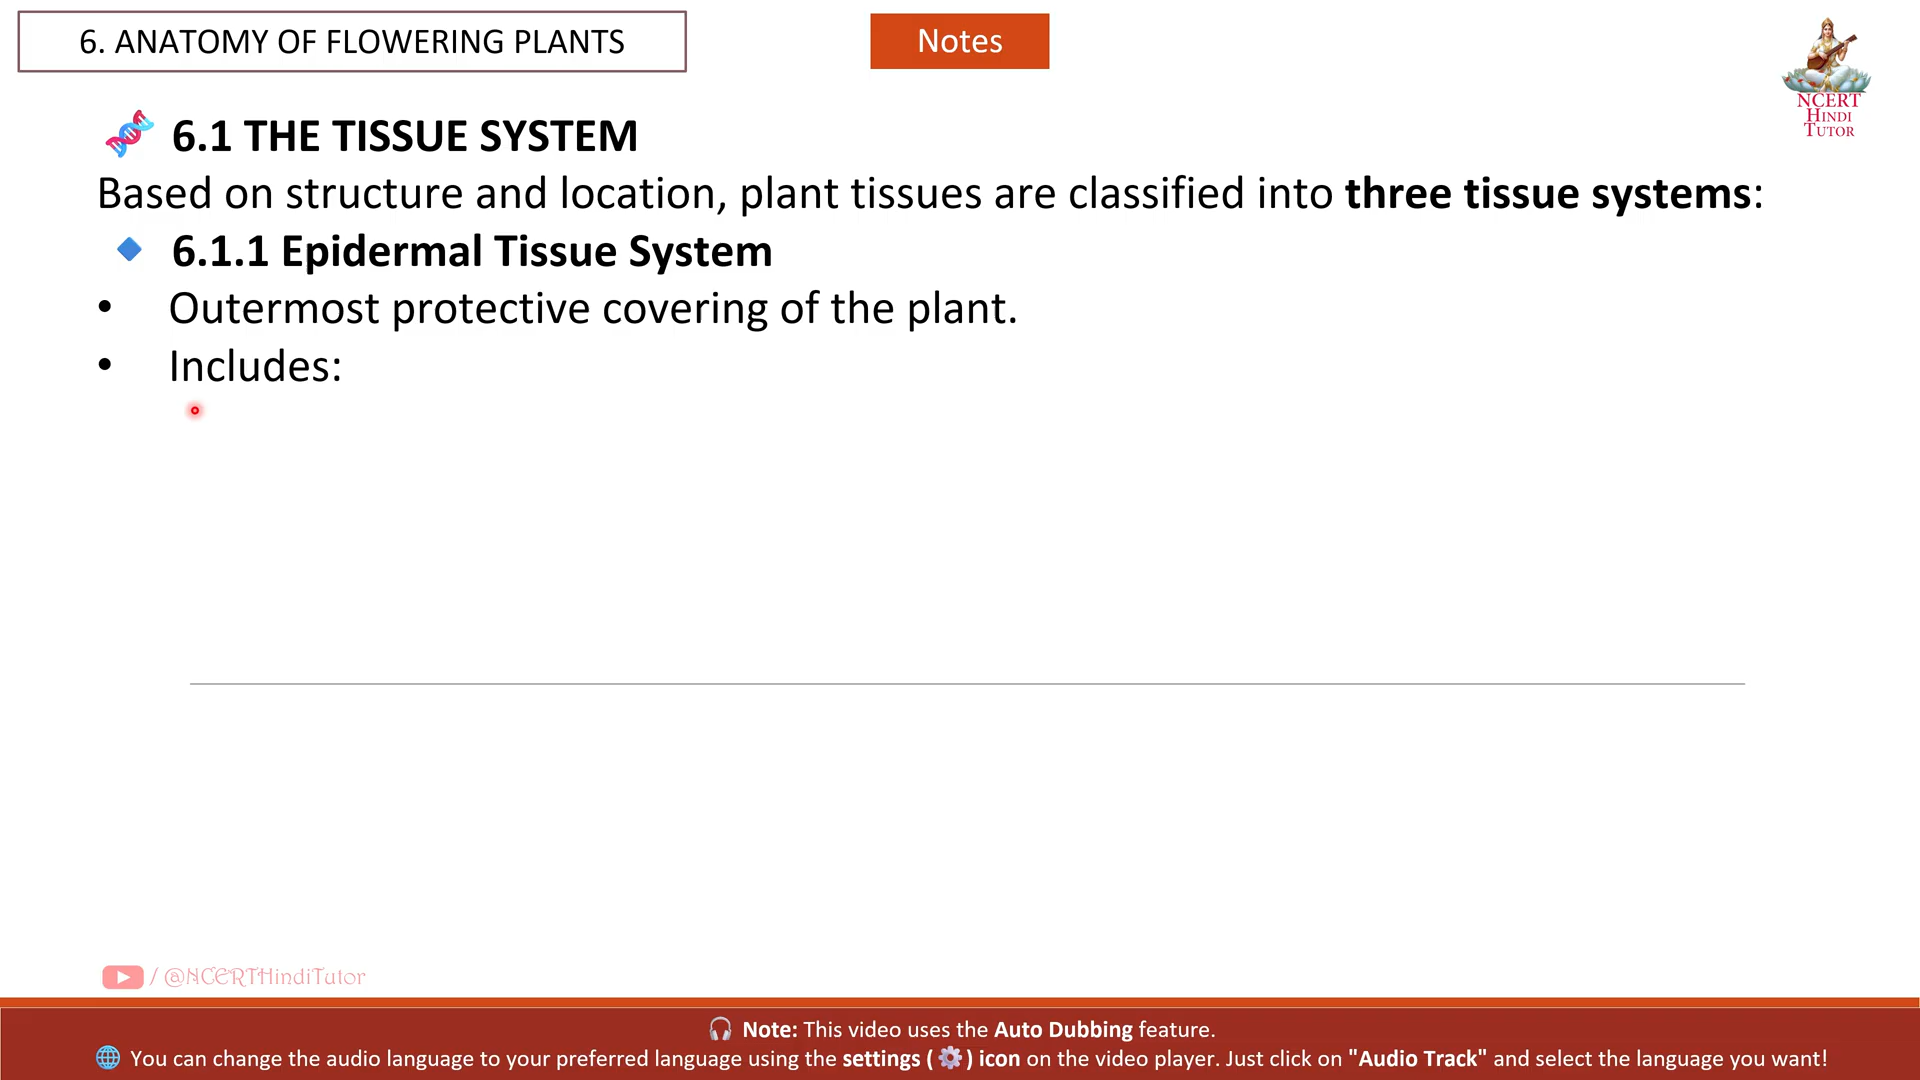 6. ANATOMY OF FLOWERING PLANTS
Notes
NCERT
HINDI
TUTOR
6.1 THE TISSUE SYSTEM
Based on structure and location, plant tissues are classified into three tissue systems:
6.1.1 Epidermal Tissue System
• Outermost protective covering of the plant.
• Includes:
/ @NCERTHindiTutor
Note: This video uses the Auto Dubbing feature.
You can change the audio language to your preferred language using the settings ( ⚙ ) icon on the video player. Just click on "Audio Track" and select the language you want!